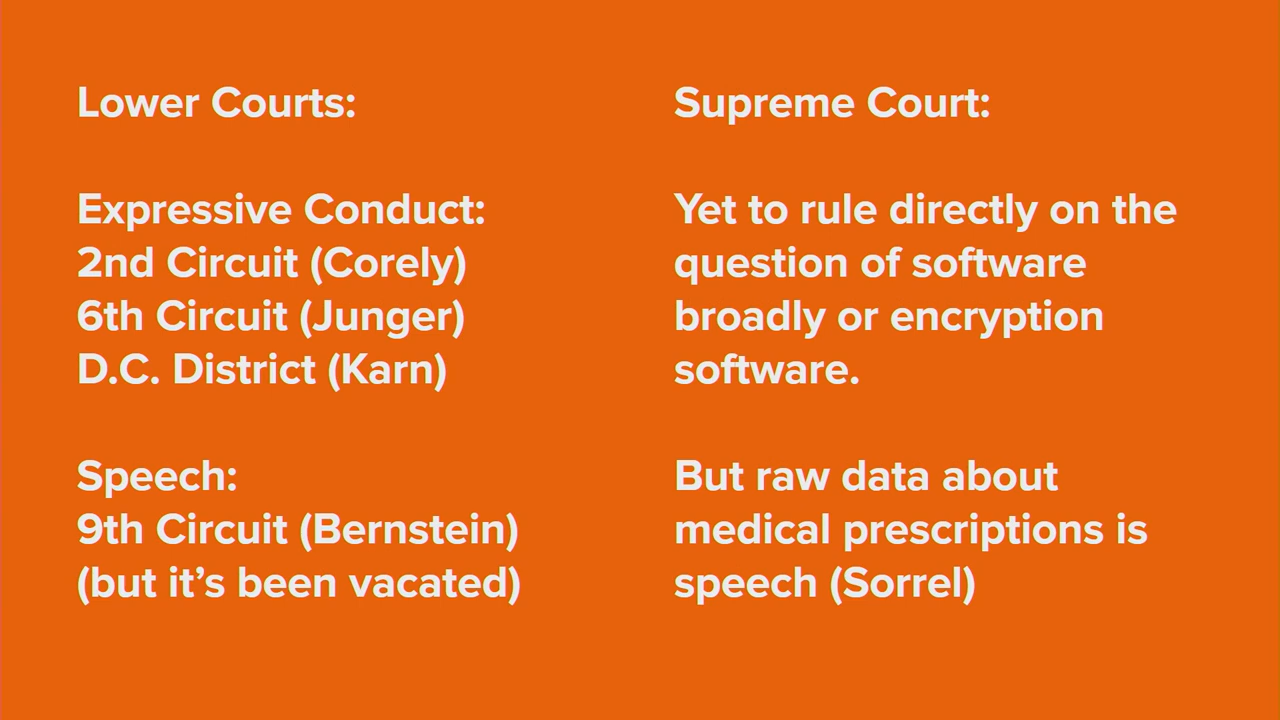 Lower Courts:
Expressive Conduct:
2nd Circuit (Corely)
6th Circuit (Junger)
D.C. District (Karn)
Speech:
9th Circuit (Bernstein)
(but it’s been vacated)
Supreme Court:
Yet to rule directly on the
question of software
broadly or encryption
software.
But raw data about
medical prescriptions is
speech (Sorrel)